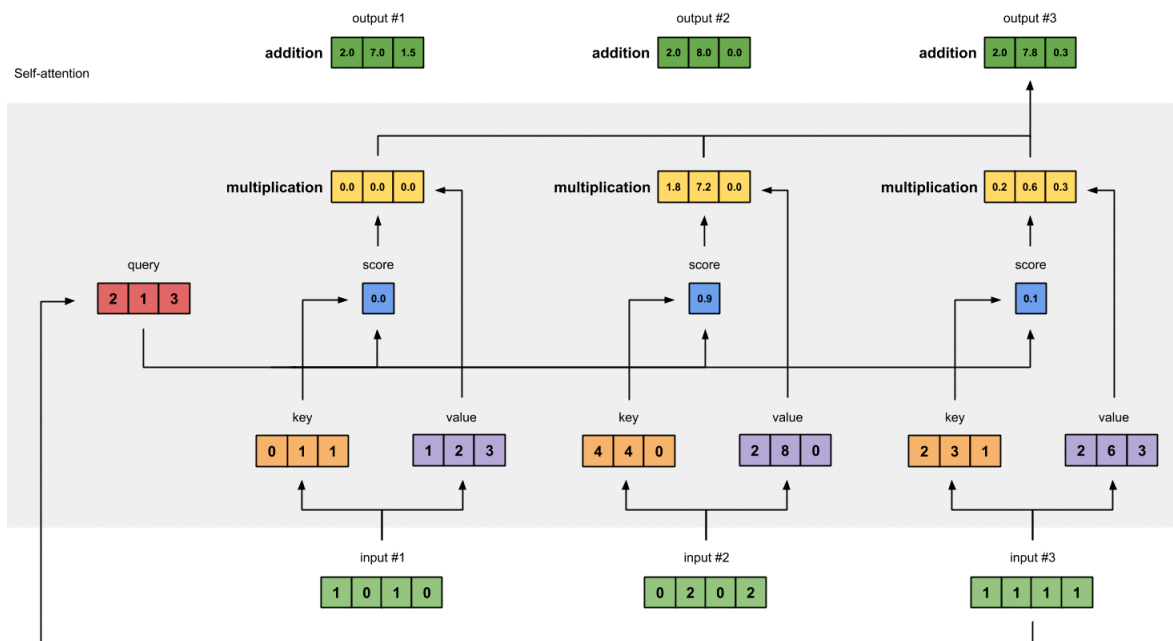 output #1 output #2 output #3
addition 2.0 7.0 1.5 addition 2.0 8.0 0.0 addition 2.0 7.8 0.3
Self-attention
multiplication 0.0 0.0 0.0 multiplication 1.8 7.2 0.0 multiplication 0.2 0.6 0.3
query score score score
2 1 3 0.0 0.9 0.1
key value key value key value
0 1 1 1 2 3 4 4 0 2 8 0 2 3 1 2 6 3
input #1 input #2 input #3
1 0 1 0 0 2 0 2 1 1 1 1